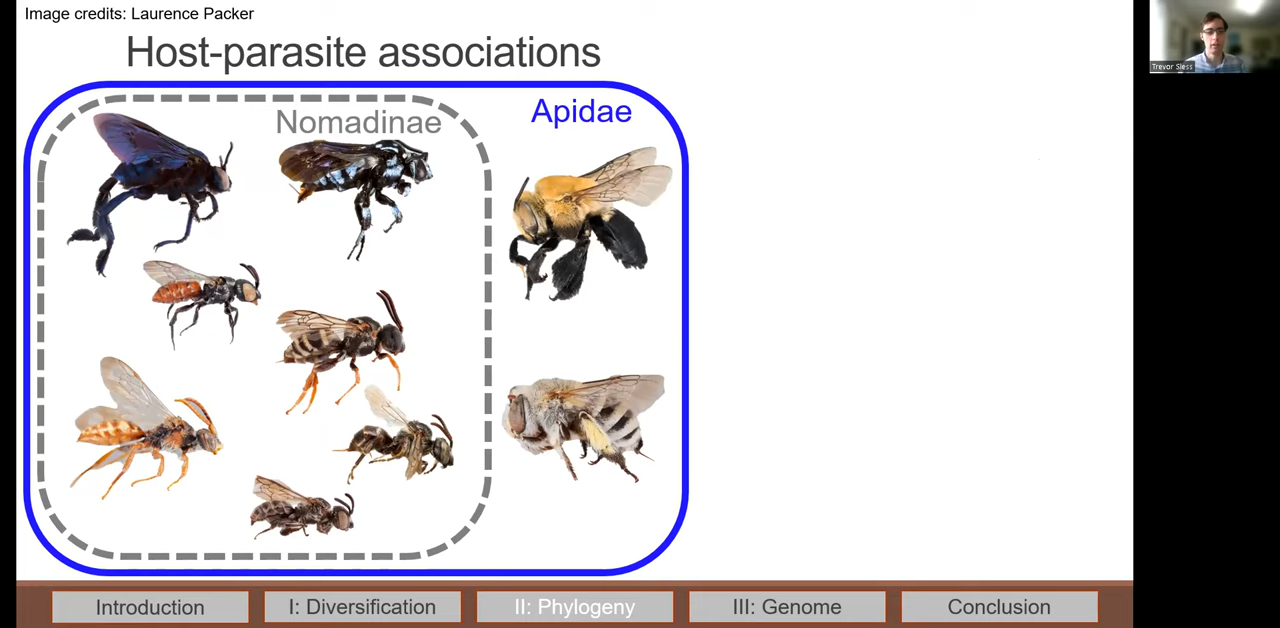 Image credits: Laurence Packer
Host-parasite associations
Nomadinae
Apidae
Trevor Sless
Introduction
I: Diversification
II: Phylogeny
III: Genome
Conclusion